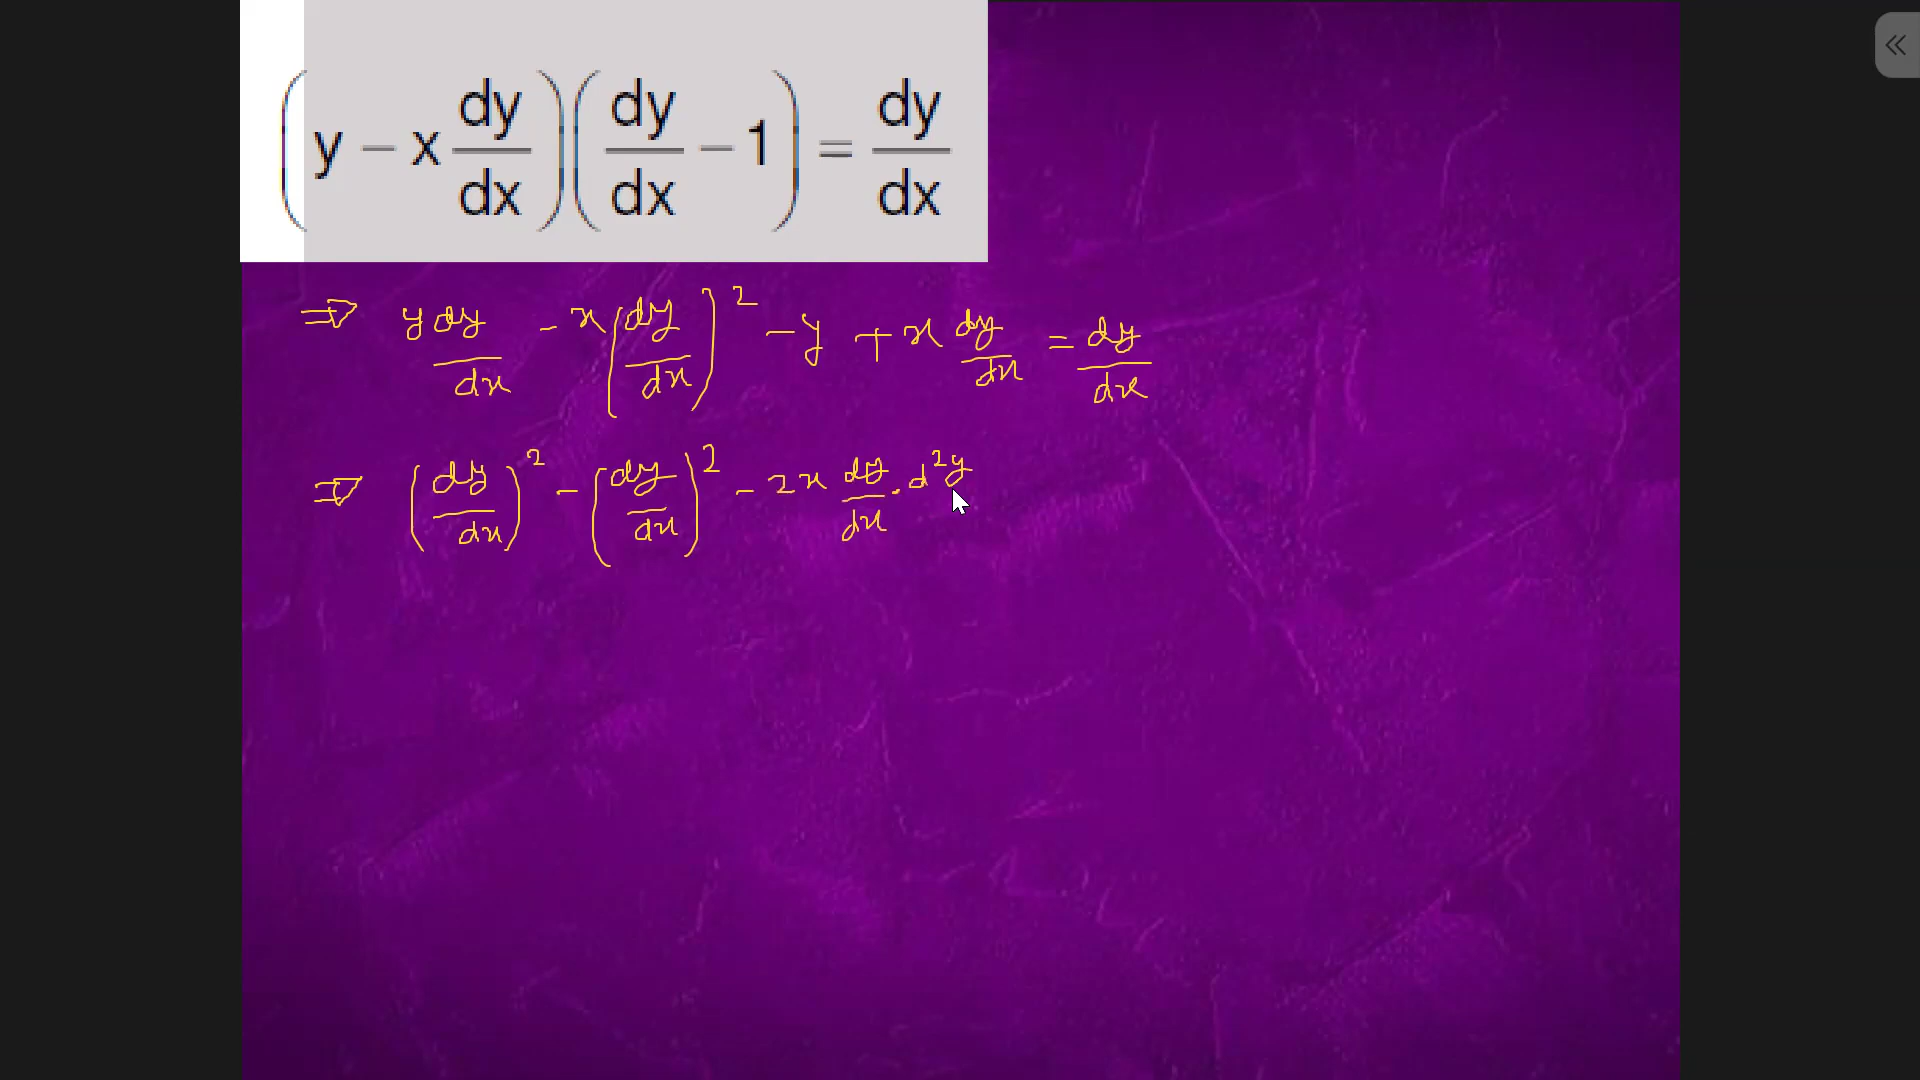 (y − x dy/dx)(dy/dx − 1) = dy/dx
⇒ y dy/dx − x(dy/dx)² − y + x dy/dx = dy/dx
⇒ (dy/dx)² − (dy/dx)² − 2x dy/dx · d²y